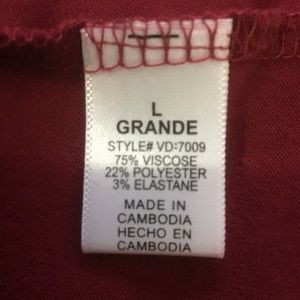 L
GRANDE
STYLE# VD-7009
75% VISCOSE
22% POLYESTER
3% ELASTANE
MADE IN
CAMBODIA
HECHO EN
CAMBODIA